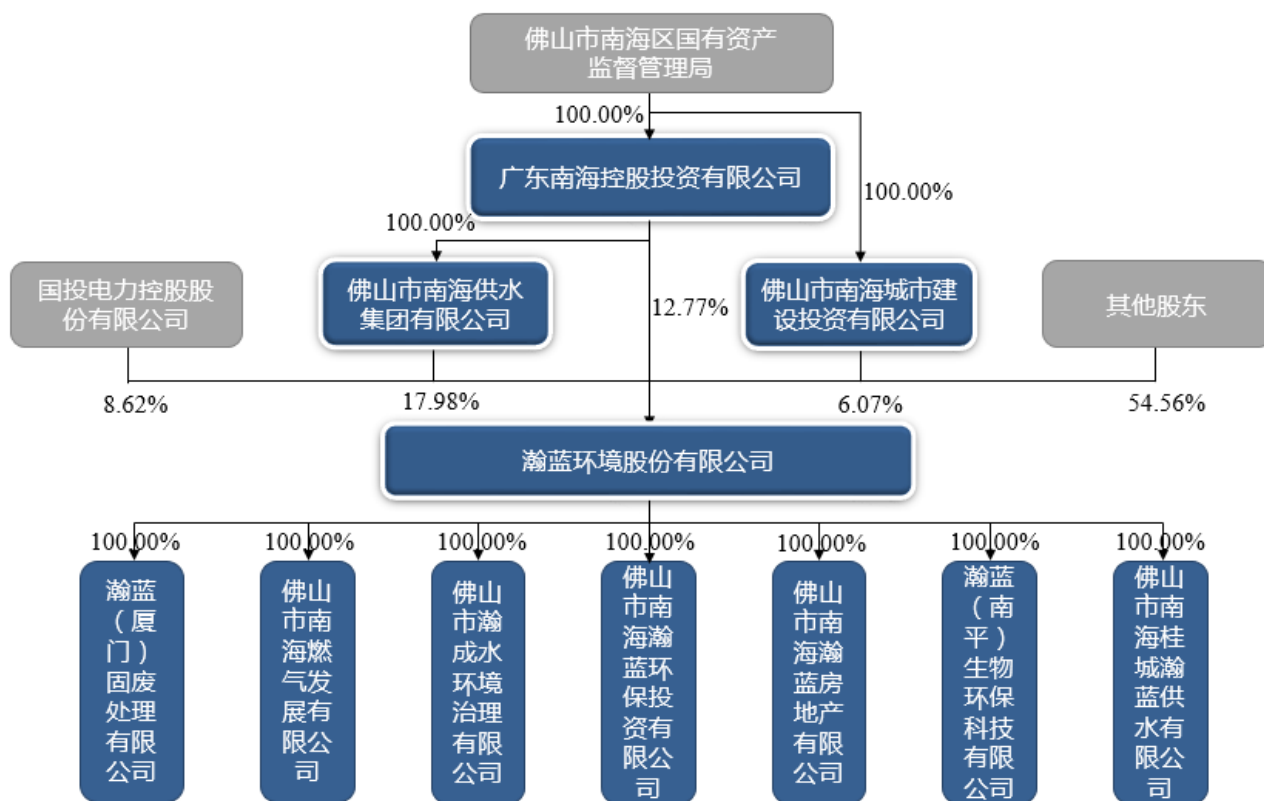 佛山市南海区国有资产
监督管理局
100.00%
100.00%
广东南海控股投资有限公司
100.00%
国投电力控股股
份有限公司
佛山市南海供水
集团有限公司
12.77%
佛山市南海城市建
设投资有限公司
其他股东
8.62%
17.98%
6.07%
54.56%
瀚蓝环境股份有限公司
100.00%
100.00%
100.00%
100.00%
100.00%
100.00%
100.00%
瀚蓝
（厦
门）
固废
处理
有限
公司
佛山
市南
海燃
气发
展有
限公
司
佛山
市瀚
成水
环境
治理
有限
公司
佛山
市南
海瀚
蓝环
保投
资有
限公
司
佛山
市南
海瀚
蓝房
地产
有限
公司
瀚蓝
（南
平）
生物
环保
科技
有限
公司
佛山
市南
海桂
城瀚
蓝供
水有
限公
司